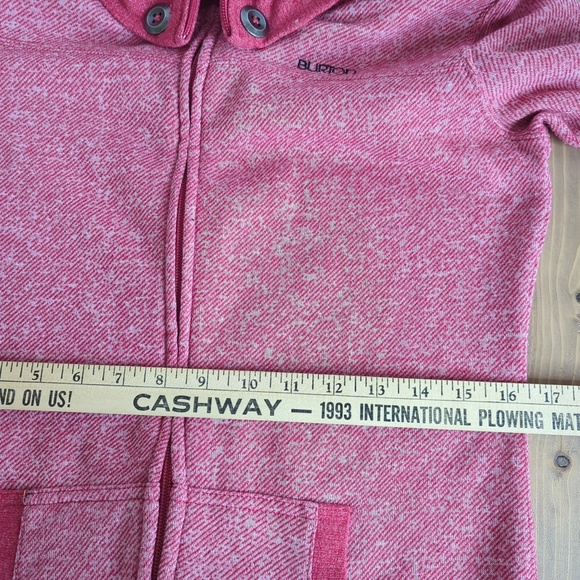 BURTON
5 6 7 8 9 10 11 12 13 14 15 16 17
ND ON US! CASHWAY — 1993 INTERNATIONAL PLOWING MAT